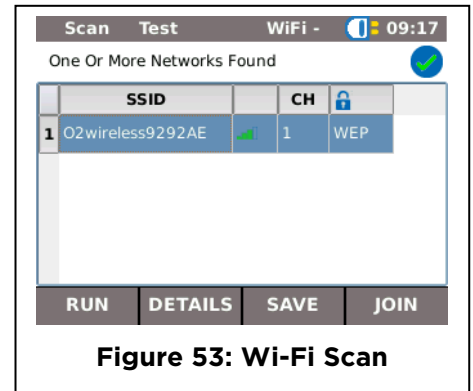 Scan Test WiFi - 09:17
One Or More Networks Found
SSID CH
1 O2wireless9292AE 1 WEP
RUN DETAILS SAVE JOIN
Figure 53: Wi-Fi Scan